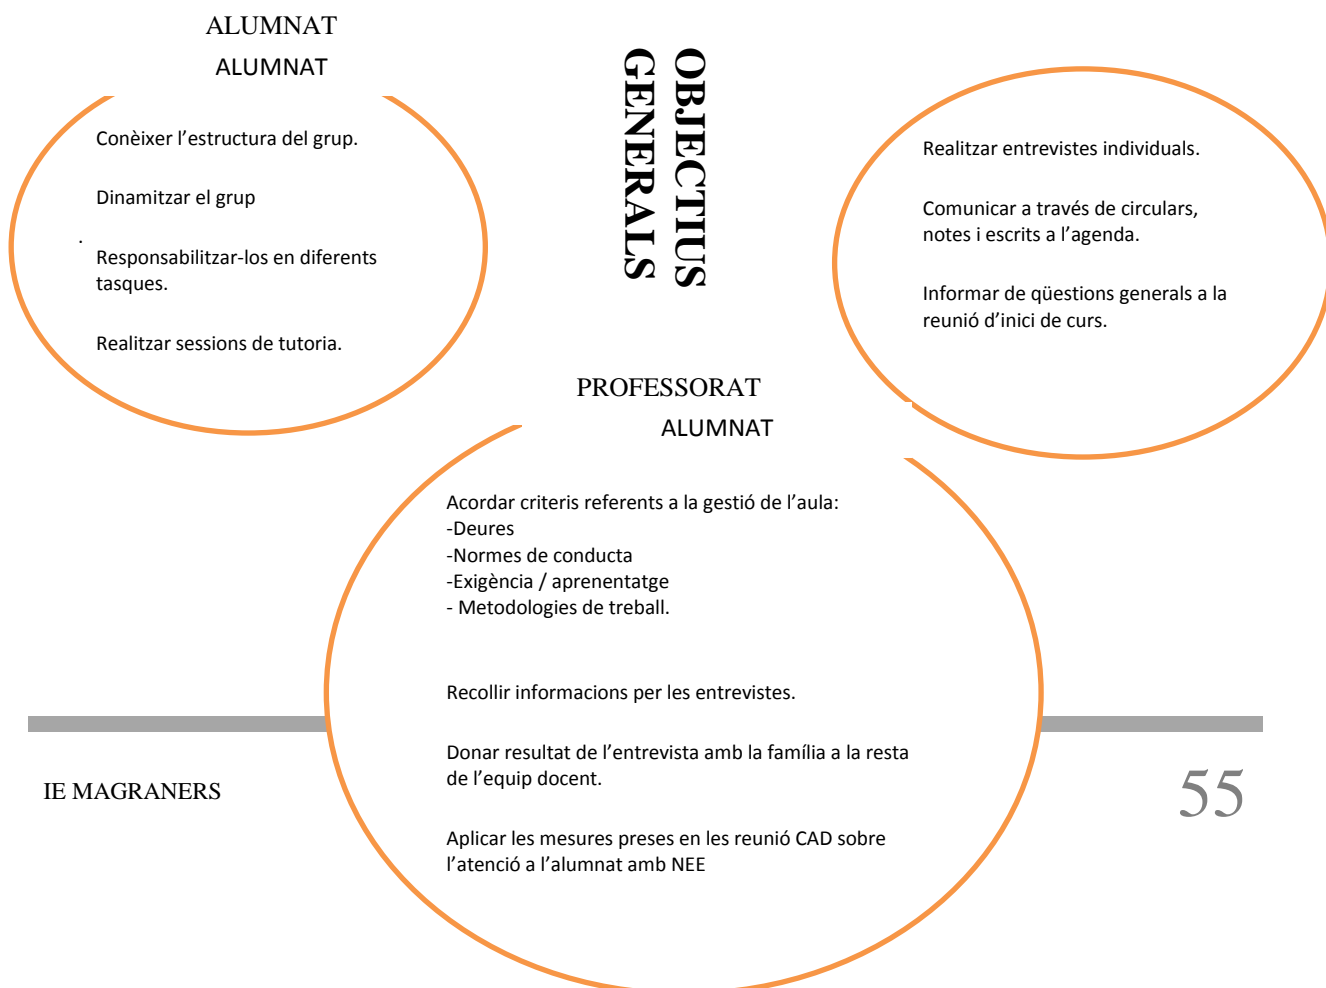 ALUMNAT
ALUMNAT
Conèixer l’estructura del grup.
Dinamitzar el grup
.
Responsabilitzar-los en diferents
tasques.
Realitzar sessions de tutoria.
OBJECTIUS
GENERALS
Realitzar entrevistes individuals.
Comunicar a través de circulars,
notes i escrits a l’agenda.
Informar de qüestions generals a la
reunió d’inici de curs.
PROFESSORAT
ALUMNAT
Acordar criteris referents a la gestió de l’aula:
-Deures
-Normes de conducta
-Exigència / aprenentatge
- Metodologies de treball.
Recollir informacions per les entrevistes.
Donar resultat de l’entrevista amb la família a la resta
de l’equip docent.
Aplicar les mesures preses en les reunió CAD sobre
l’atenció a l’alumnat amb NEE
IE MAGRANERS
55